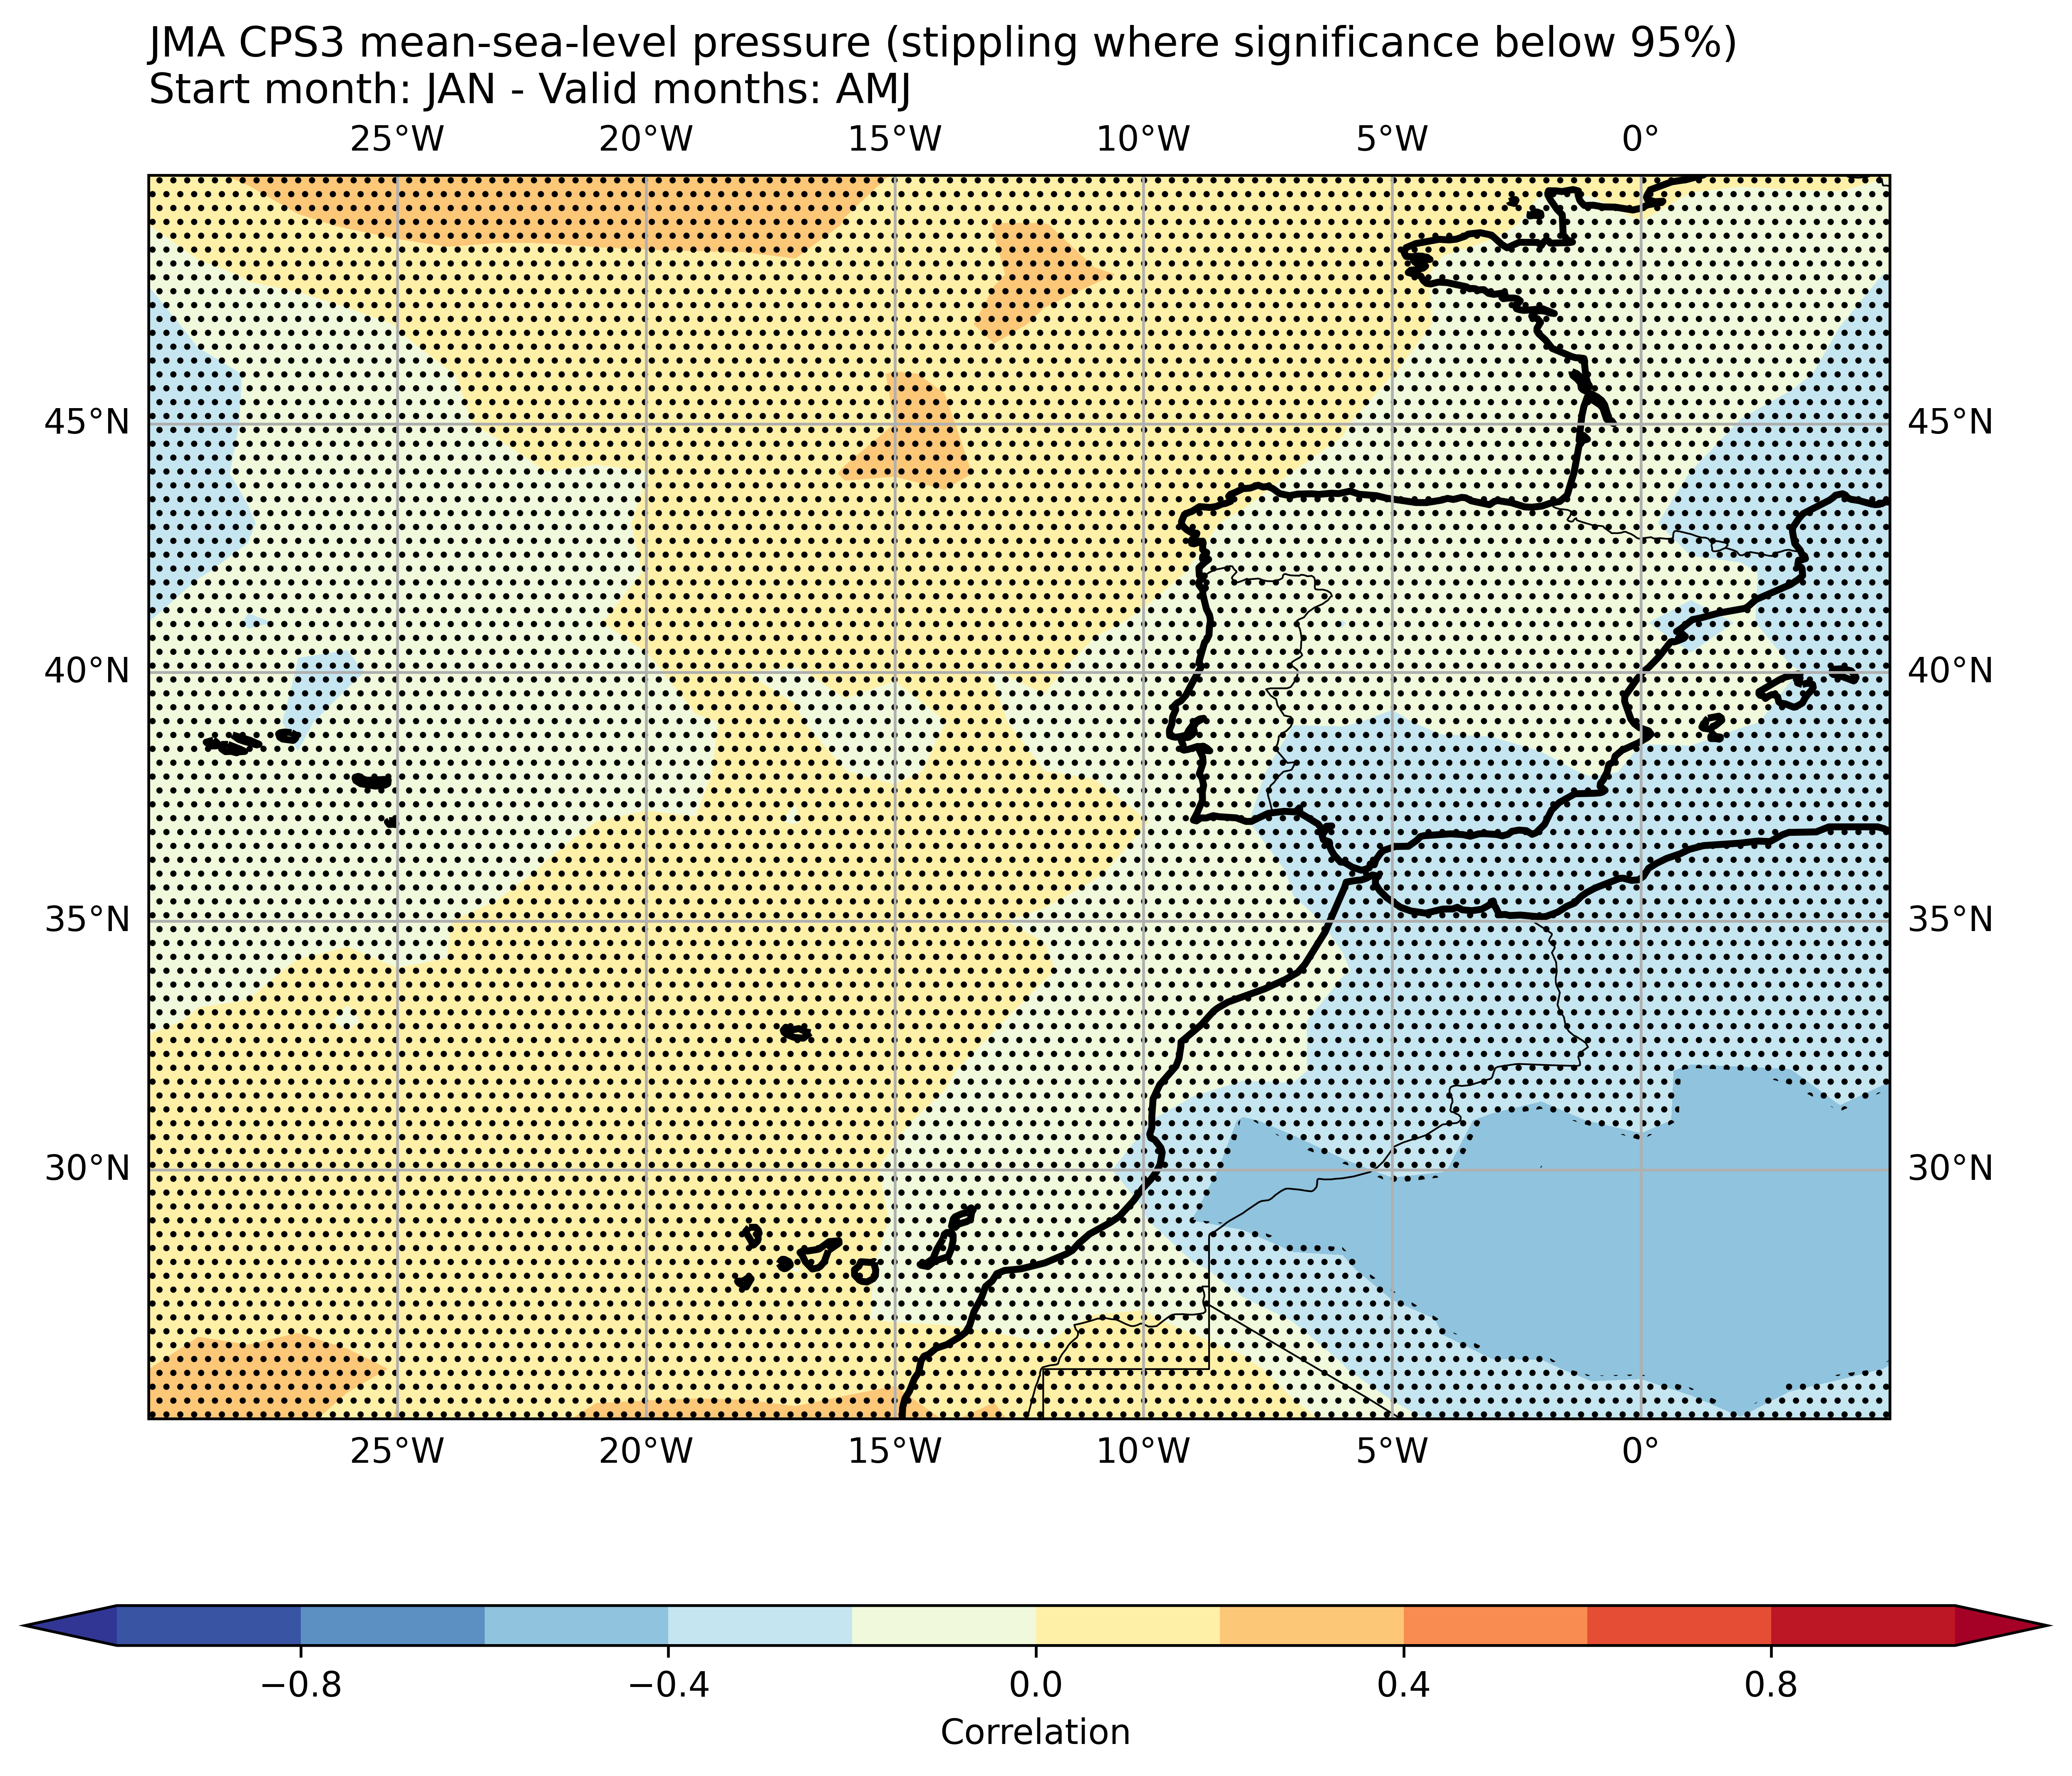 JMA CPS3 mean-sea-level pressure (stippling where significance below 95%)
Start month: JAN - Valid months: AMJ
25°W 20°W 15°W 10°W 5°W 0°
45°N 45°N
40°N 40°N
35°N 35°N
30°N 30°N
25°W 20°W 15°W 10°W 5°W 0°
−0.8 −0.4 0.0 0.4 0.8
Correlation